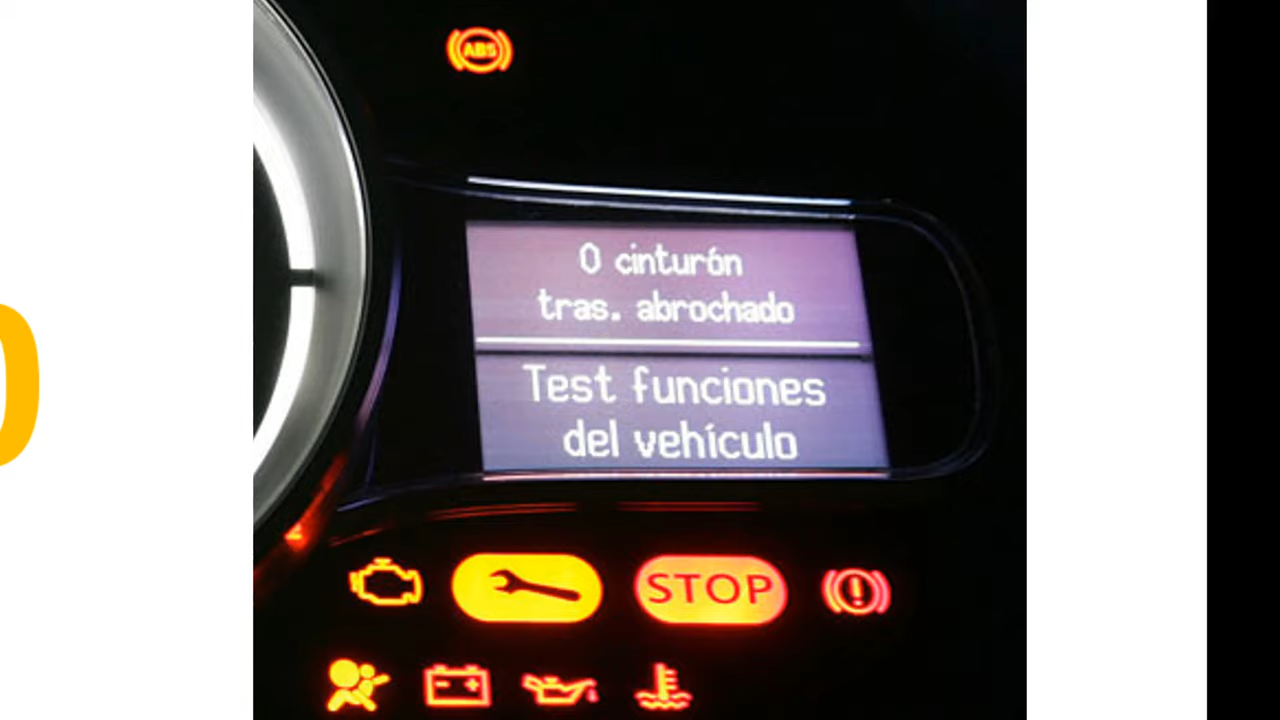 ABS
0 cinturón
tras. abrochado
Test funciones
del vehículo
STOP